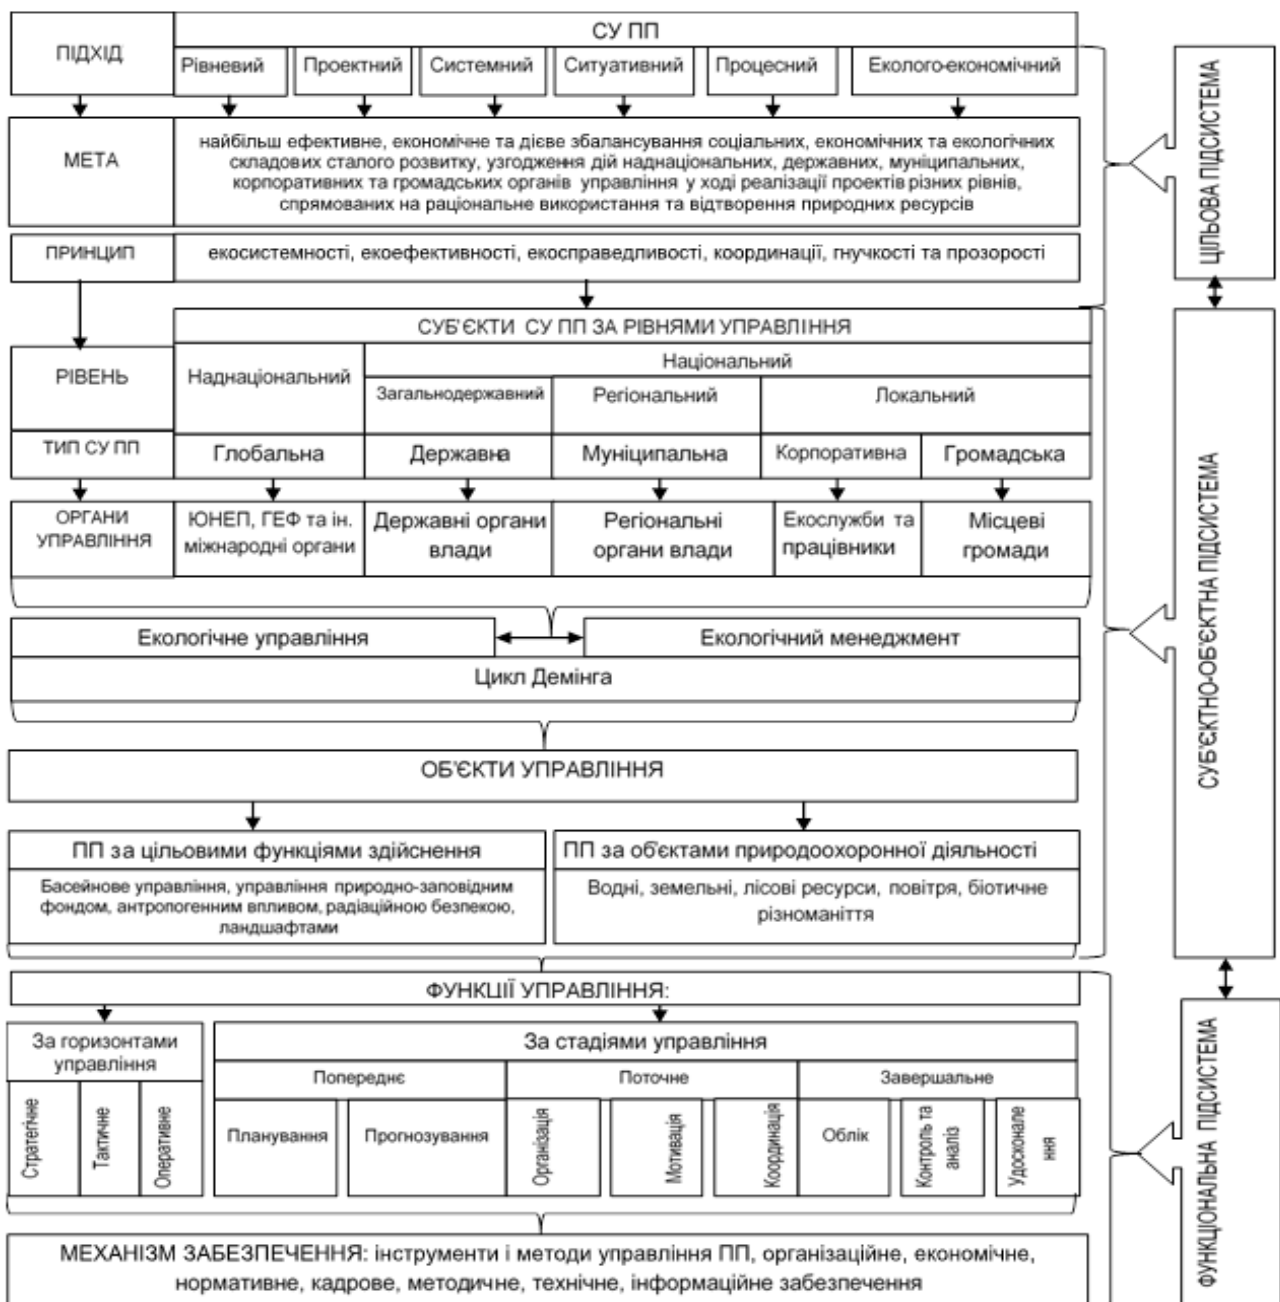 СУ ПП
ПІДХІД
Рівневий
Проектний
Системний
Ситуативний
Процесний
Еколого-економічний
МЕТА
найбільш ефективне, економічне та дієве збалансування соціальних, економічних та екологічних
складових сталого розвитку, узгодження дій наднаціональних, державних, муніципальних,
корпоративних та громадських органів управління у ході реалізації проектів різних рівнів,
спрямованих на раціональне використання та відтворення природних ресурсів
ПРИНЦИП
екосистемності, екоефективності, екосправедливості, координації, гнучкості та прозорості
ЦІЛЬОВА ПІДСИСТЕМА
СУБ'ЄКТИ СУ ПП ЗА РІВНЯМИ УПРАВЛІННЯ
РІВЕНЬ
Наднаціональний
Національний
Загальнодержавний
Регіональний
Локальний
ТИП СУ ПП
Глобальна
Державна
Муніципальна
Корпоративна
Громадська
ОРГАНИ
УПРАВЛІННЯ
ЮНЕП, ГЕФ та ін.
міжнародні органи
Державні органи
влади
Регіональні
органи влади
Екослужби та
працівники
Місцеві
громади
Екологічне управління
Екологічний менеджмент
Цикл Демінга
СУБ'ЄКТНО-ОБ'ЄКТНА ПІДСИСТЕМА
ОБ'ЄКТИ УПРАВЛІННЯ
ПП за цільовими функціями здійснення
Басейнове управління, управління природно-заповідним
фондом, антропогенним впливом, радіаційною безпекою,
ландшафтами
ПП за об'єктами природоохоронної діяльності
Водні, земельні, лісові ресурси, повітря, біотичне
різноманіття
ФУНКЦІЇ УПРАВЛІННЯ:
За горизонтами
управління
Стратегічне
Тактичне
Оперативне
За стадіями управління
Попереднє
Поточне
Завершальне
Планування
Прогнозування
Організація
Мотивація
Координація
Облік
Контроль та
аналіз
Удосконале
ння
ФУНКЦІОНАЛЬНА ПІДСИСТЕМА
МЕХАНІЗМ ЗАБЕЗПЕЧЕННЯ: інструменти і методи управління ПП, організаційне, економічне,
нормативне, кадрове, методичне, технічне, інформаційне забезпечення